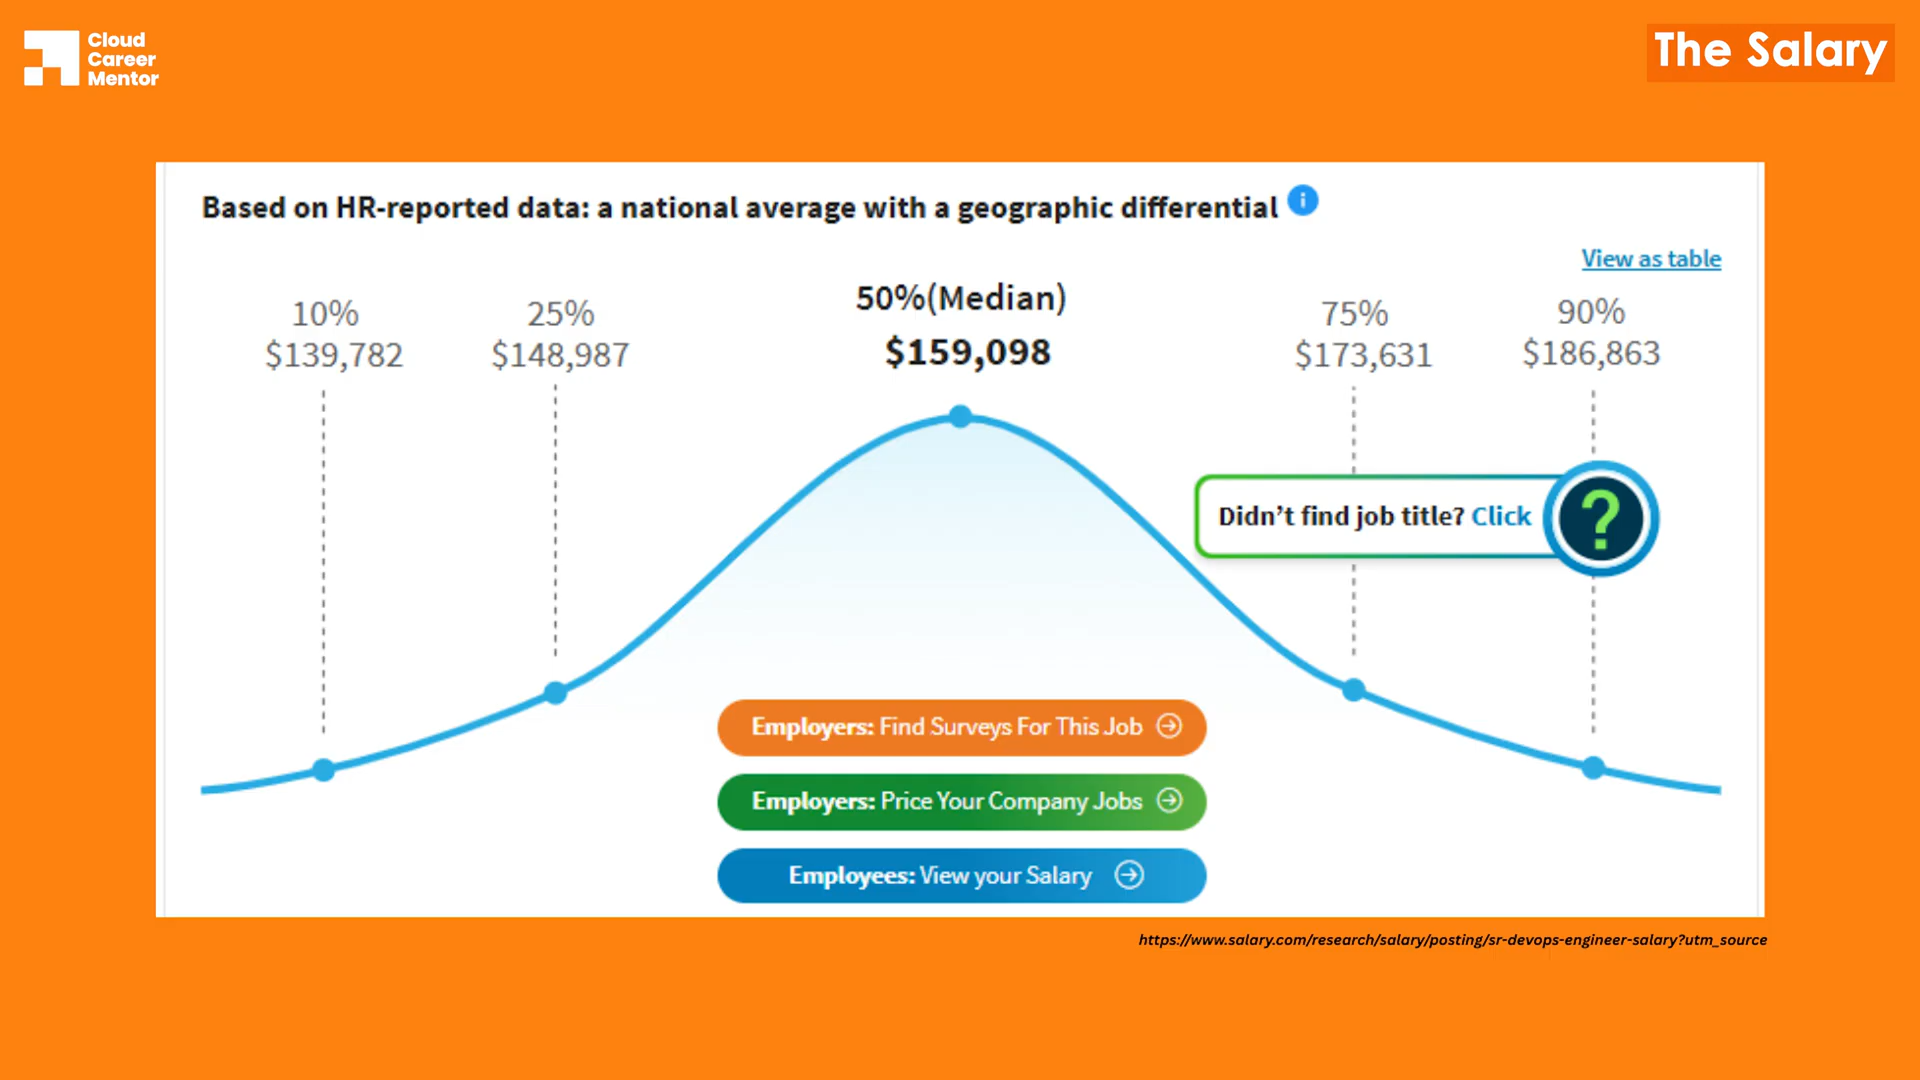 Cloud
Career
Mentor
The Salary
Based on HR-reported data: a national average with a geographic differential
View as table
10%
$139,782
25%
$148,987
50%(Median)
$159,098
75%
$173,631
90%
$186,863
Didn’t find job title? Click
?
Employers: Find Surveys For This Job
Employers: Price Your Company Jobs
Employees: View your Salary
https://www.salary.com/research/salary/posting/sr-devops-engineer-salary?utm_source